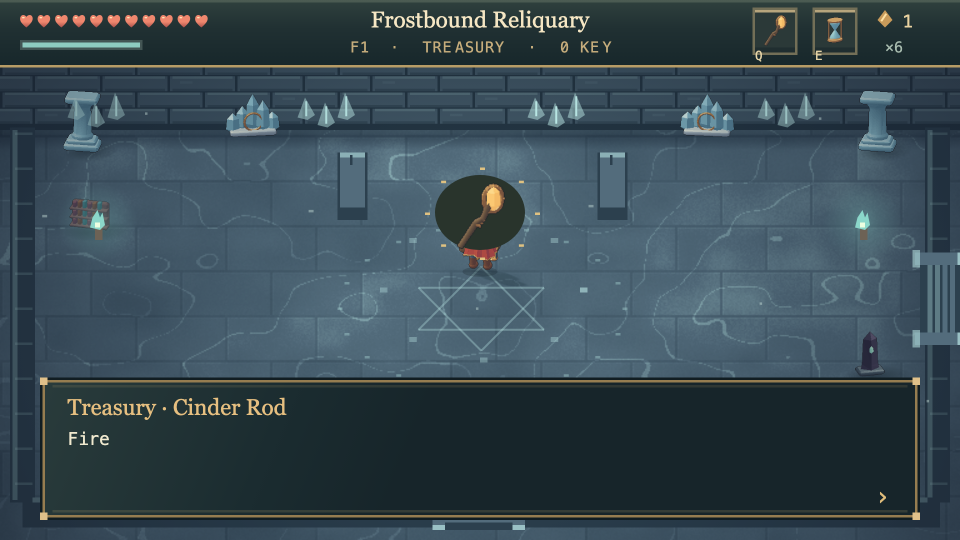 Frostbound Reliquary
F1 · TREASURY · 0 KEY
Q
E
1
×6
Treasury · Cinder Rod
Fire
›